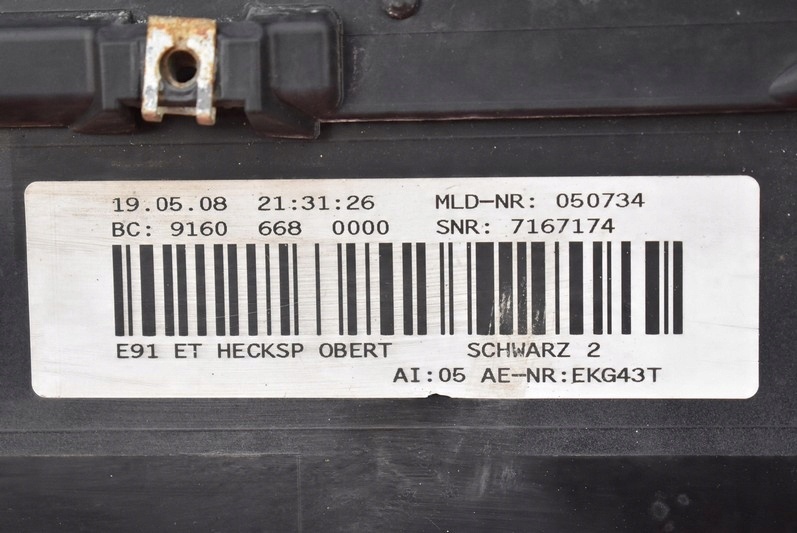 19.05.08 21:31:26 MLD-NR: 050734
BC: 9160 668 0000 SNR: 7167174
E91 ET HECKSP OBERT SCHWARZ 2
AI:05 AE-NR:EKG43T